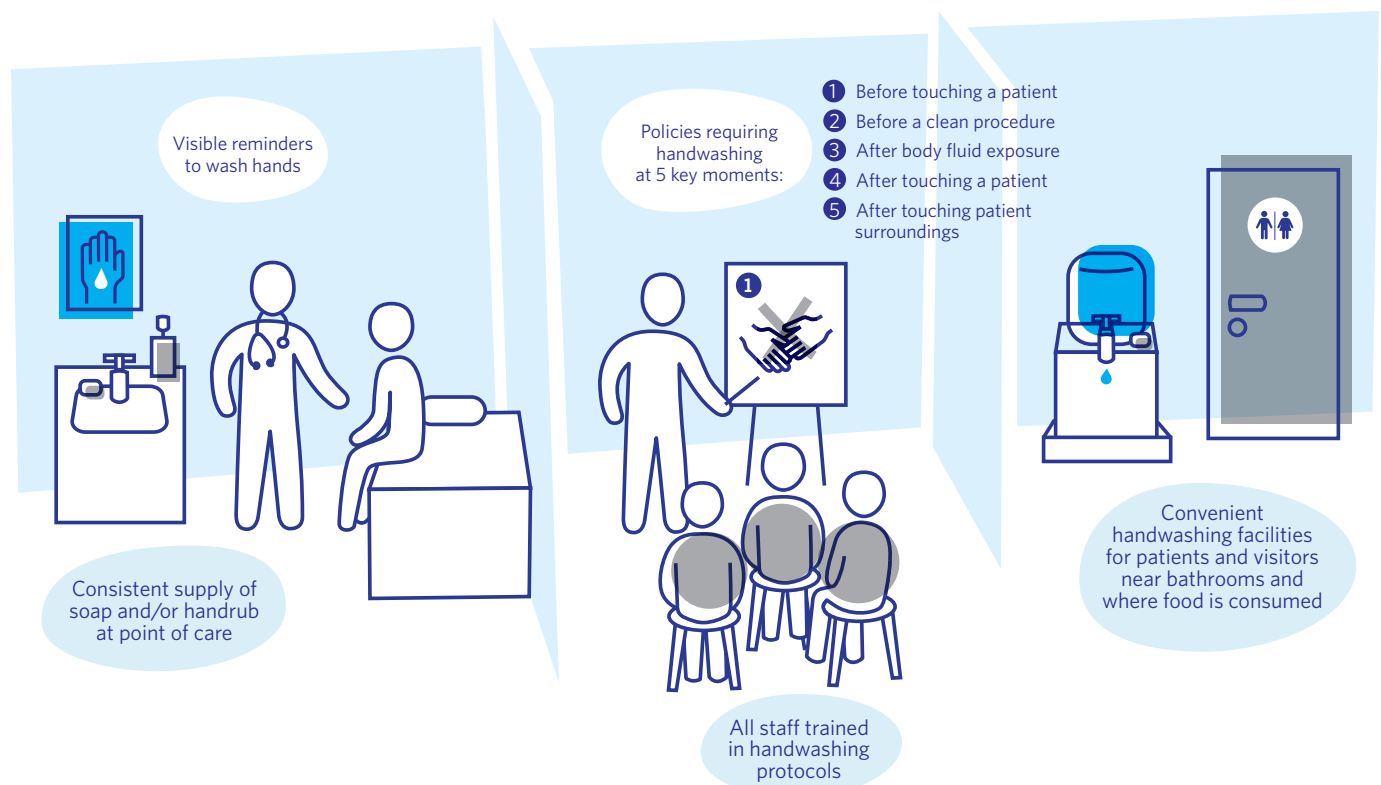 Visible reminders
to wash hands
Consistent supply of
soap and/or handrub
at point of care
Policies requiring
handwashing
at 5 key moments:
1 Before touching a patient
2 Before a clean procedure
3 After body fluid exposure
4 After touching a patient
5 After touching patient
surroundings
1
All staff trained
in handwashing
protocols
Convenient
handwashing facilities
for patients and visitors
near bathrooms and
where food is consumed